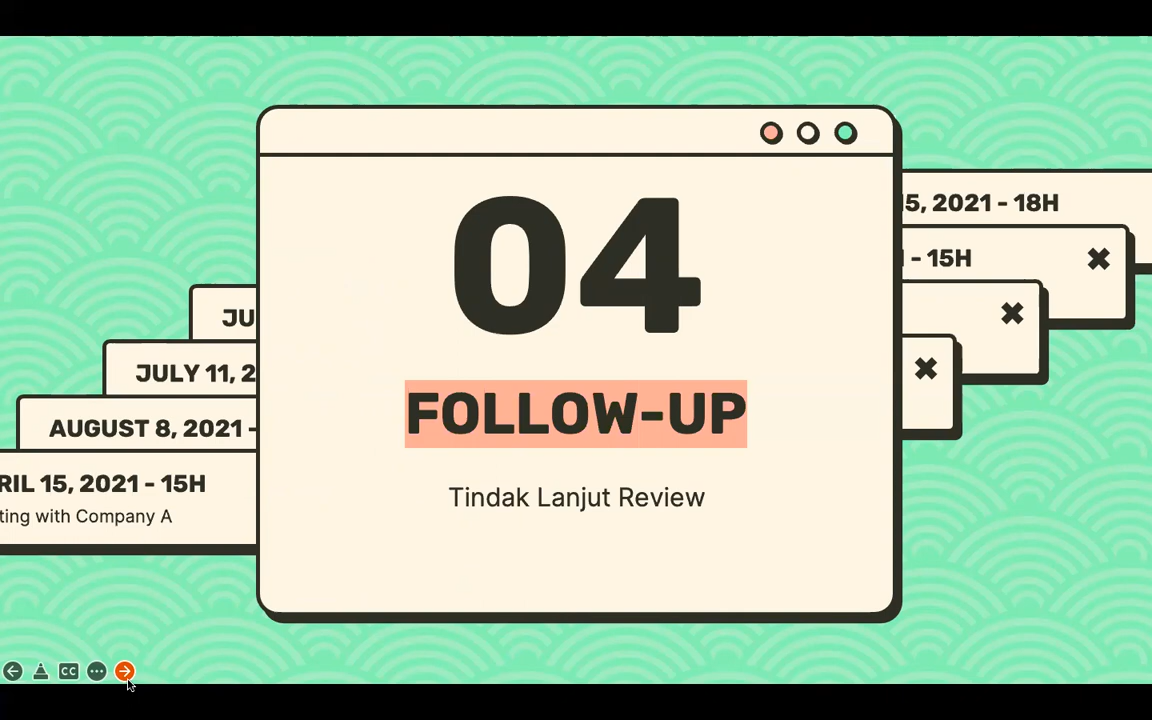 04
FOLLOW-UP
Tindak Lanjut Review
JU
JULY 11, 2
AUGUST 8, 2021 -
RIL 15, 2021 - 15H
ting with Company A
5, 2021 - 18H
- 15H
CC